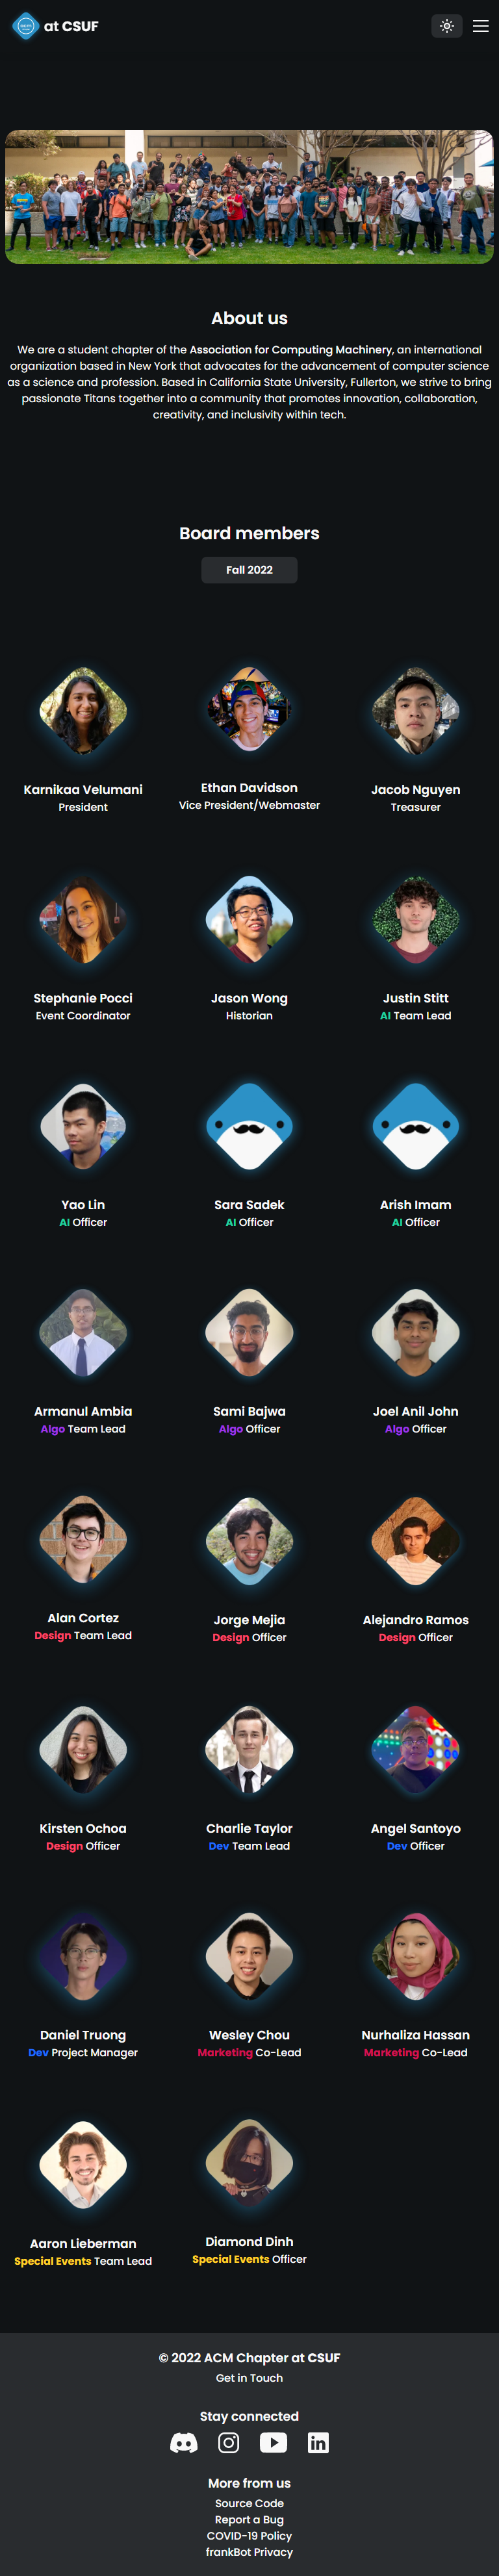 at CSUF
About us
We are a student chapter of the Association for Computing Machinery, an international
organization based in New York that advocates for the advancement of computer science
as a science and profession. Based in California State University, Fullerton, we strive to bring
passionate Titans together into a community that promotes innovation, collaboration,
creativity, and inclusivity within tech.
Board members
Fall 2022
Karnikaa Velumani
President
Ethan Davidson
Vice President/Webmaster
Jacob Nguyen
Treasurer
Stephanie Pocci
Event Coordinator
Jason Wong
Historian
Justin Stitt
AI Team Lead
Yao Lin
AI Officer
Sara Sadek
AI Officer
Arish Imam
AI Officer
Armanul Ambia
Algo Team Lead
Sami Bajwa
Algo Officer
Joel Anil John
Algo Officer
Alan Cortez
Design Team Lead
Jorge Mejia
Design Officer
Alejandro Ramos
Design Officer
Kirsten Ochoa
Design Officer
Charlie Taylor
Dev Team Lead
Angel Santoyo
Dev Officer
Daniel Truong
Dev Project Manager
Wesley Chou
Marketing Co-Lead
Nurhaliza Hassan
Marketing Co-Lead
Aaron Lieberman
Special Events Team Lead
Diamond Dinh
Special Events Officer
© 2022 ACM Chapter at CSUF
Get in Touch
Stay connected
More from us
Source Code
Report a Bug
COVID-19 Policy
frankBot Privacy